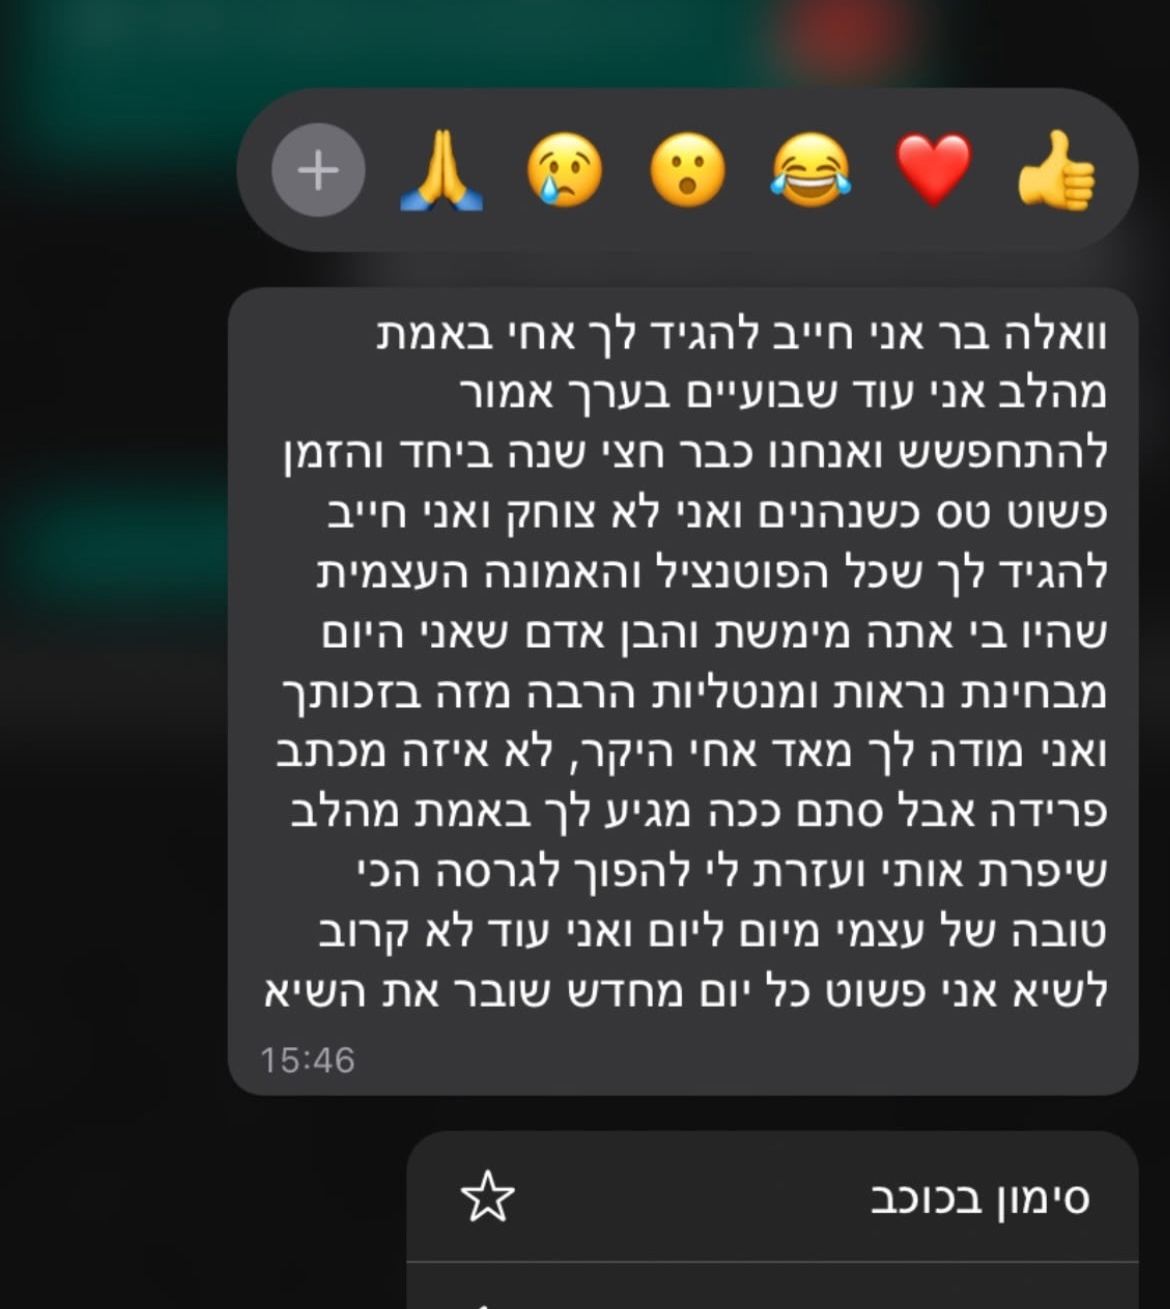 וואלה בר אני חייב להגיד לך אחי באמת
מהלב אני עוד שבועיים בערך אמור
להתחפשש ואנחנו כבר חצי שנה ביחד והזמן
פשוט טס כשנהנים ואני לא צוחק ואני חייב
להגיד לך שכל הפוטנציל והאמונה העצמית
שהיו בי אתה מימשת והבן אדם שאני היום
מבחינת נראות ומנטליות הרבה מזה בזכותך
ואני מודה לך מאד אחי היקר, לא איזה מכתב
פרידה אבל סתם ככה מגיע לך באמת מהלב
שיפרת אותי ועזרת לי להפוך לגרסה הכי
טובה של עצמי מיום ליום ואני עוד לא קרוב
לשיא אני פשוט כל יום מחדש שובר את השיא
15:46
סימון בכוכב